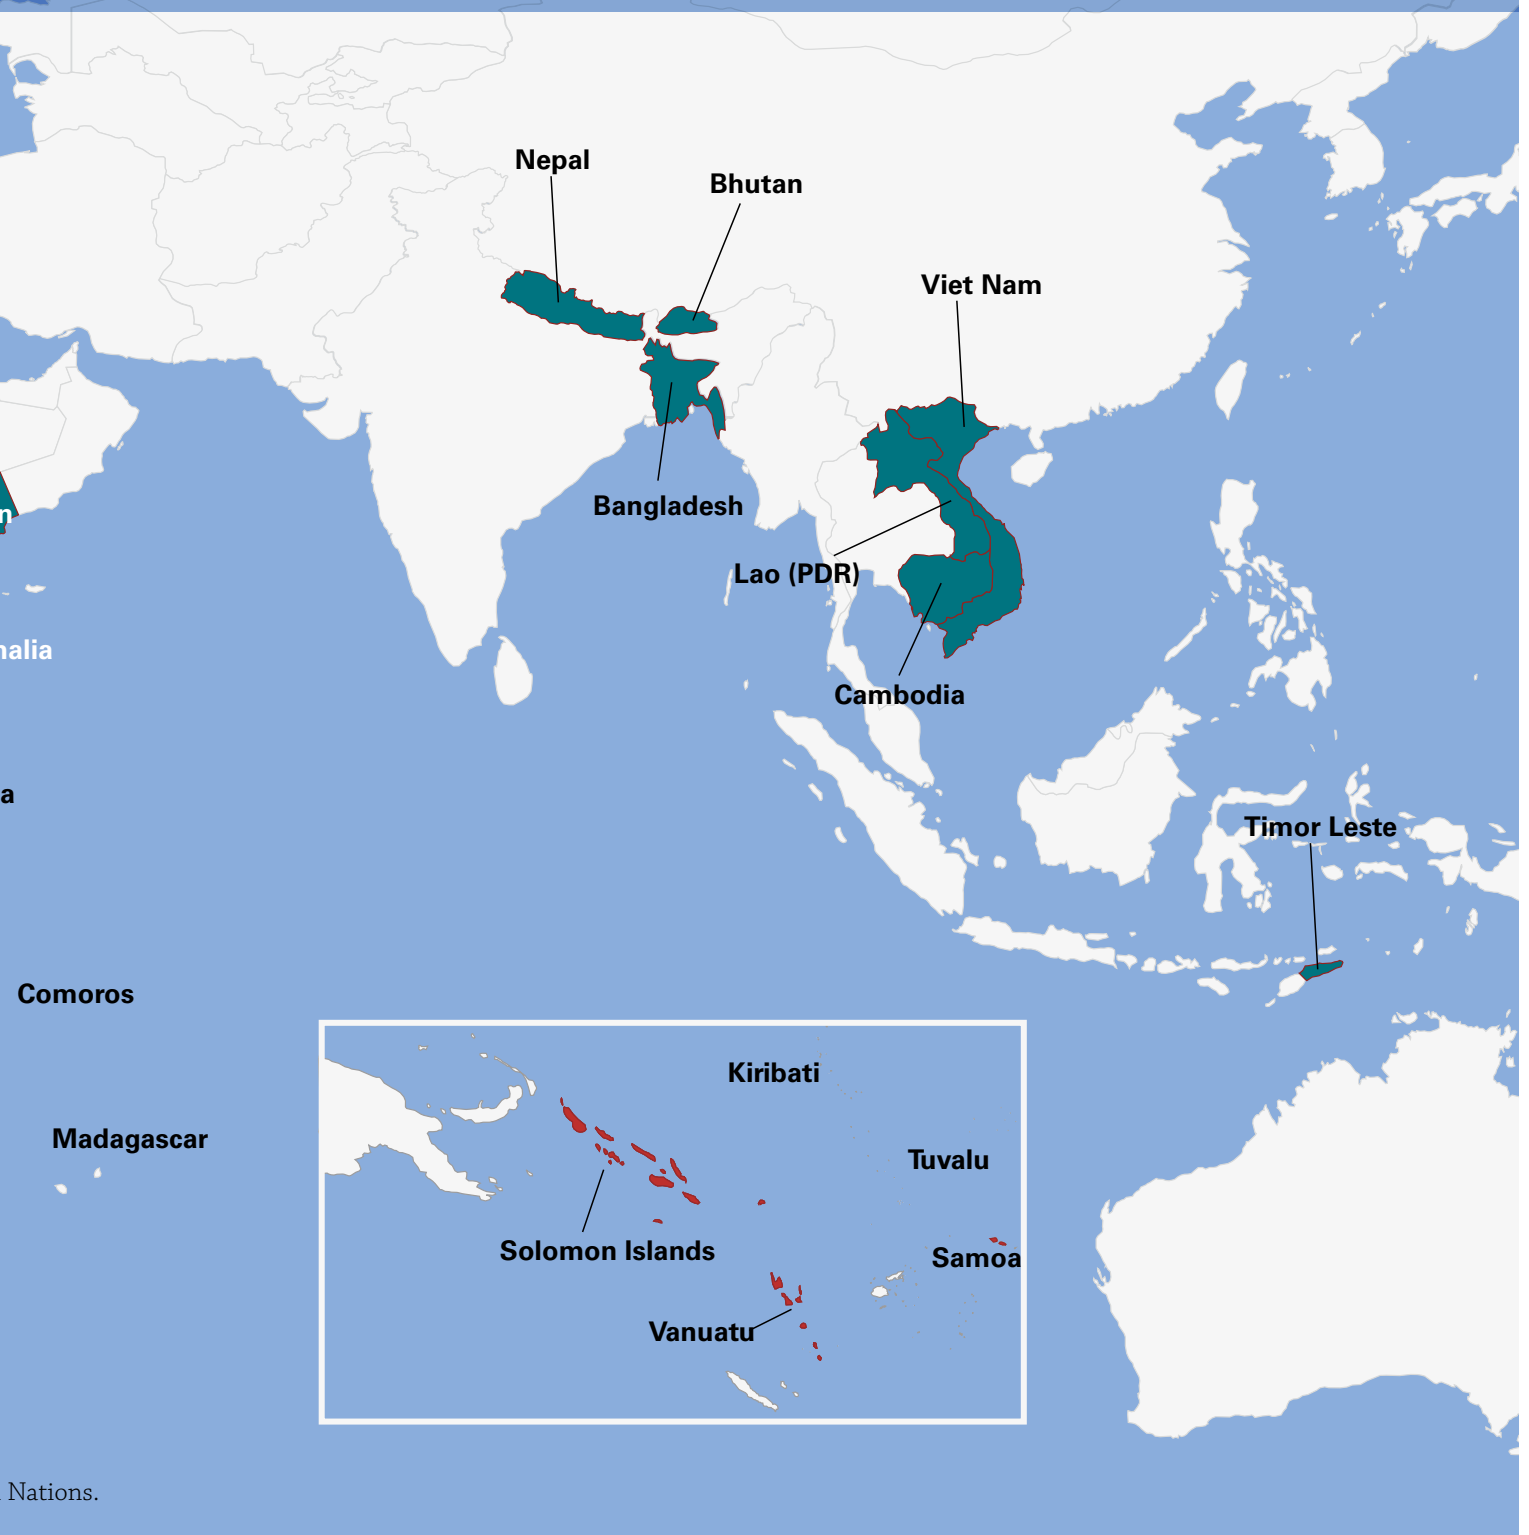 Nepal
Bhutan
Viet Nam
Bangladesh
n
Lao (PDR)
nalia
Cambodia
a
Timor Leste
Comoros
Kiribati
Madagascar
Tuvalu
Solomon Islands
Samoa
Vanuatu
Nations.